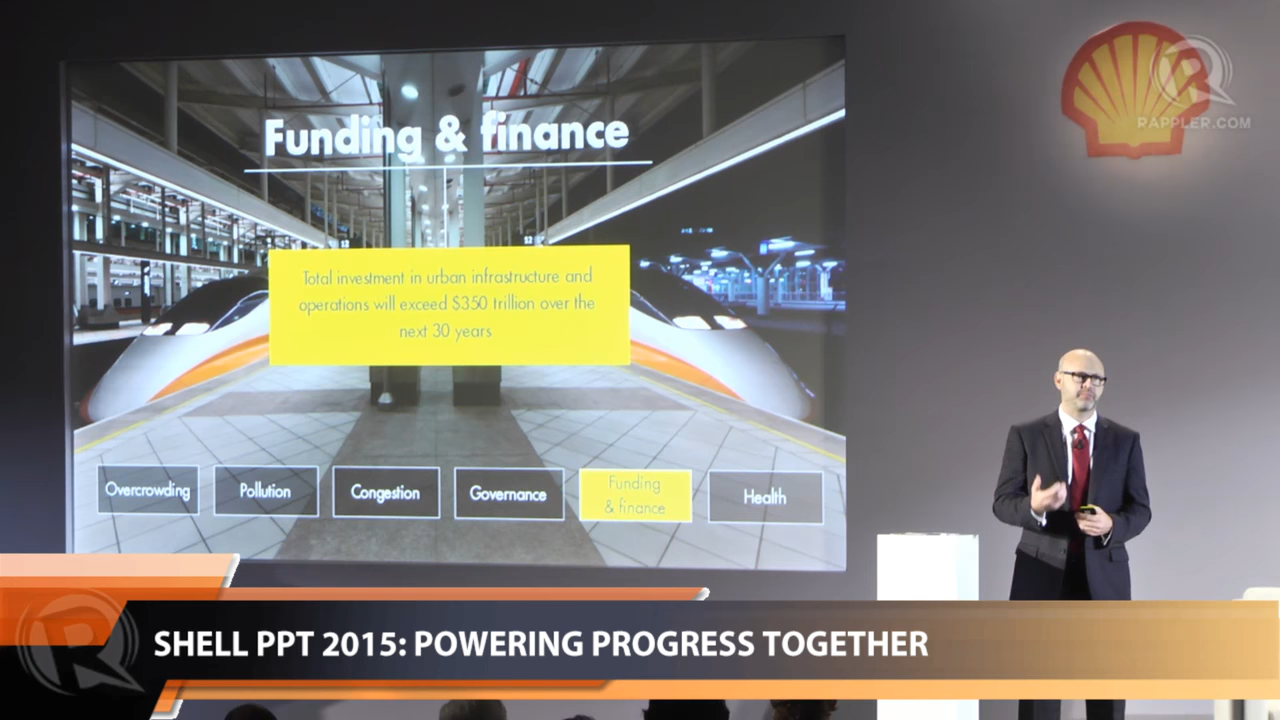 Funding & finance
RAPPLER.COM
Total investment in urban infrastructure and
operations will exceed $350 trillion over the
next 30 years
Overcrowding
Pollution
Congestion
Governance
Funding
& finance
Health
SHELL PPT 2015: POWERING PROGRESS TOGETHER